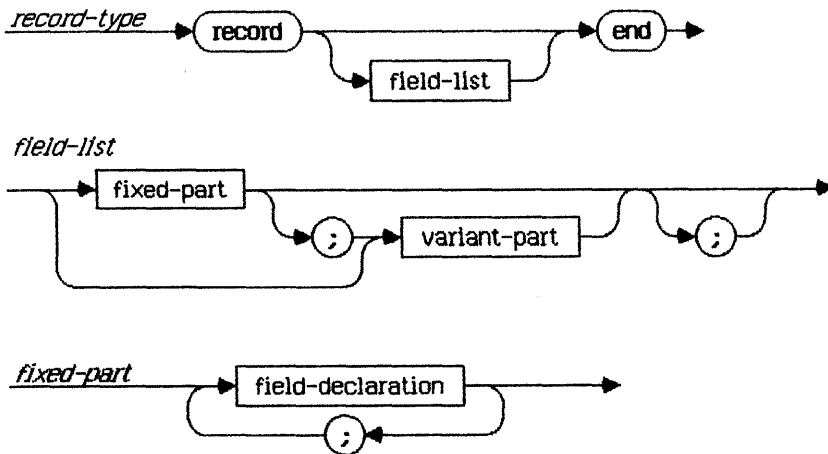 record-type record end
field-list
field-list
fixed-part
; variant-part ;
fixed-part field-declaration
;